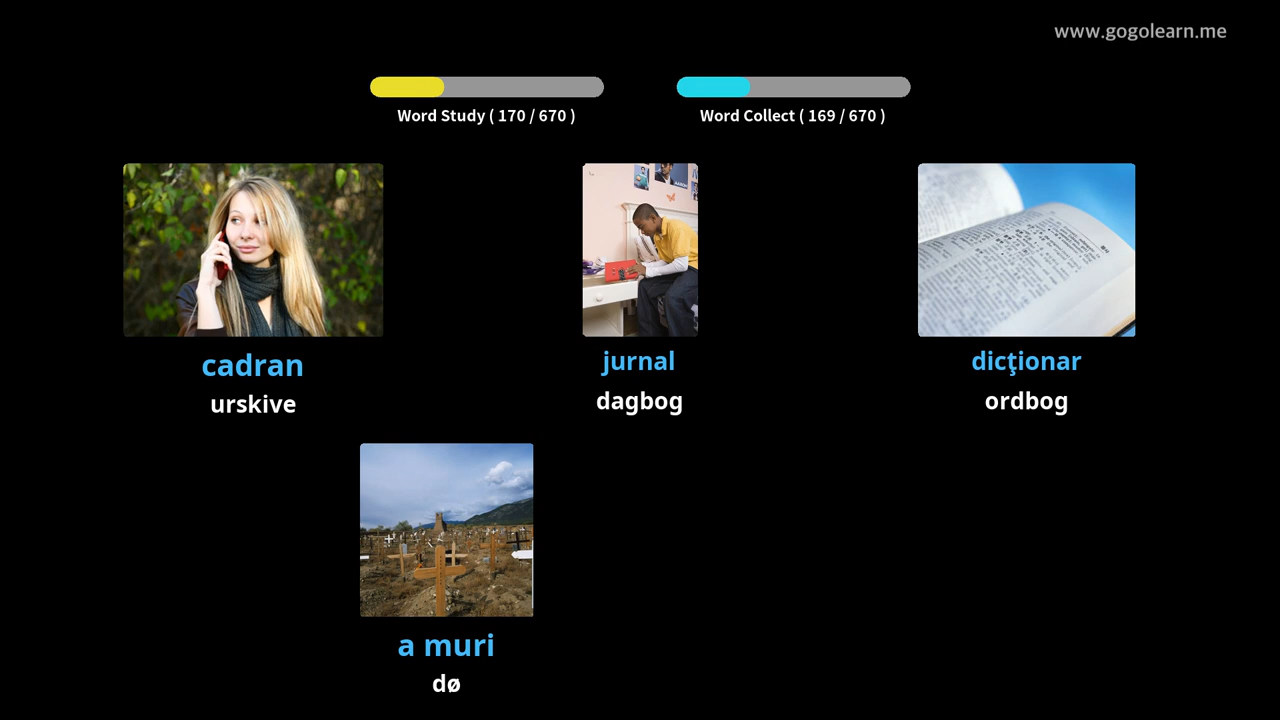 www.gogolearn.me
Word Study ( 170 / 670 )
Word Collect ( 169 / 670 )
cadran
urskive
jurnal
dagbog
dicţionar
ordbog
a muri
dø